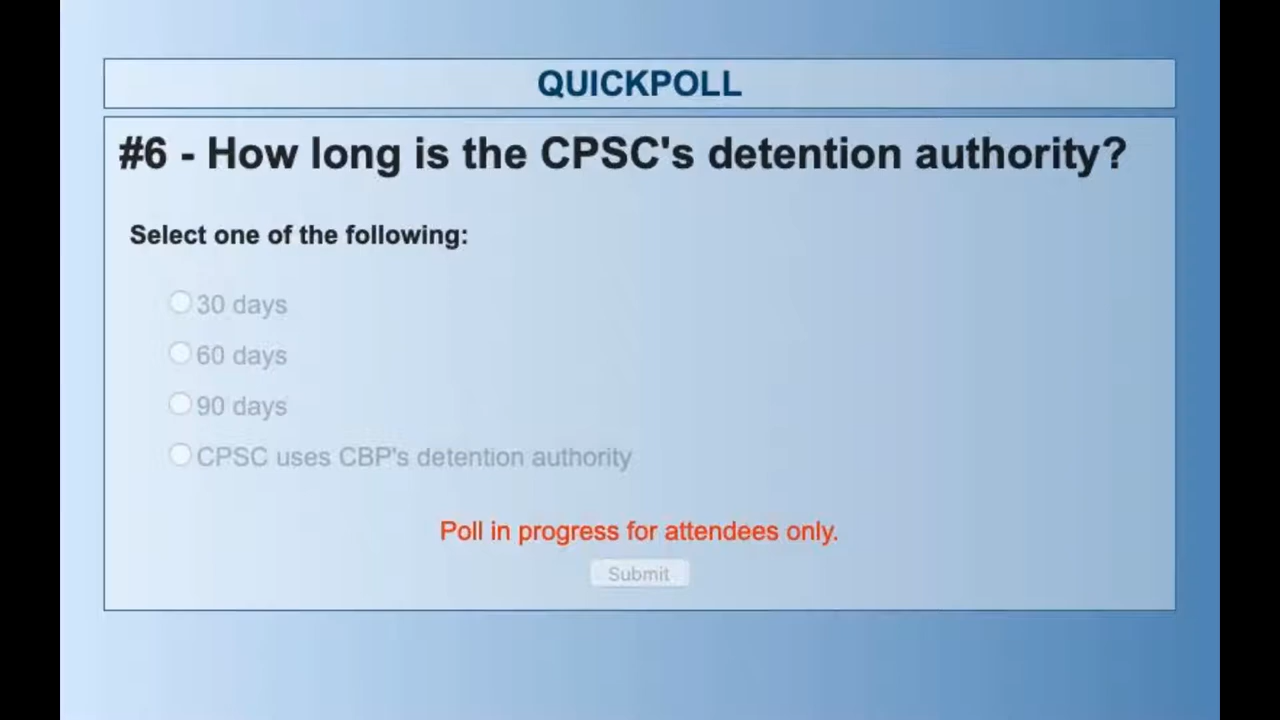 QUICKPOLL
#6 - How long is the CPSC's detention authority?
Select one of the following:
30 days
60 days
90 days
CPSC uses CBP's detention authority
Poll in progress for attendees only.
Submit